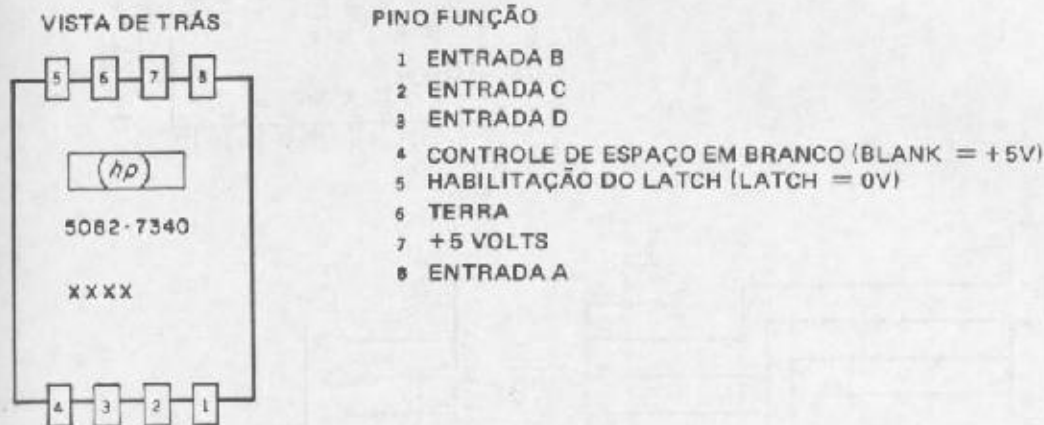 VISTA DE TRÁS
5 6 7 8
(hp)
5082-7340
XXXX
4 3 2 1
PINO FUNÇÃO
1 ENTRADA B
2 ENTRADA C
3 ENTRADA D
4 CONTROLE DE ESPAÇO EM BRANCO (BLANK = +5V)
5 HABILITAÇÃO DO LATCH (LATCH = 0V)
6 TERRA
7 +5 VOLTS
8 ENTRADA A